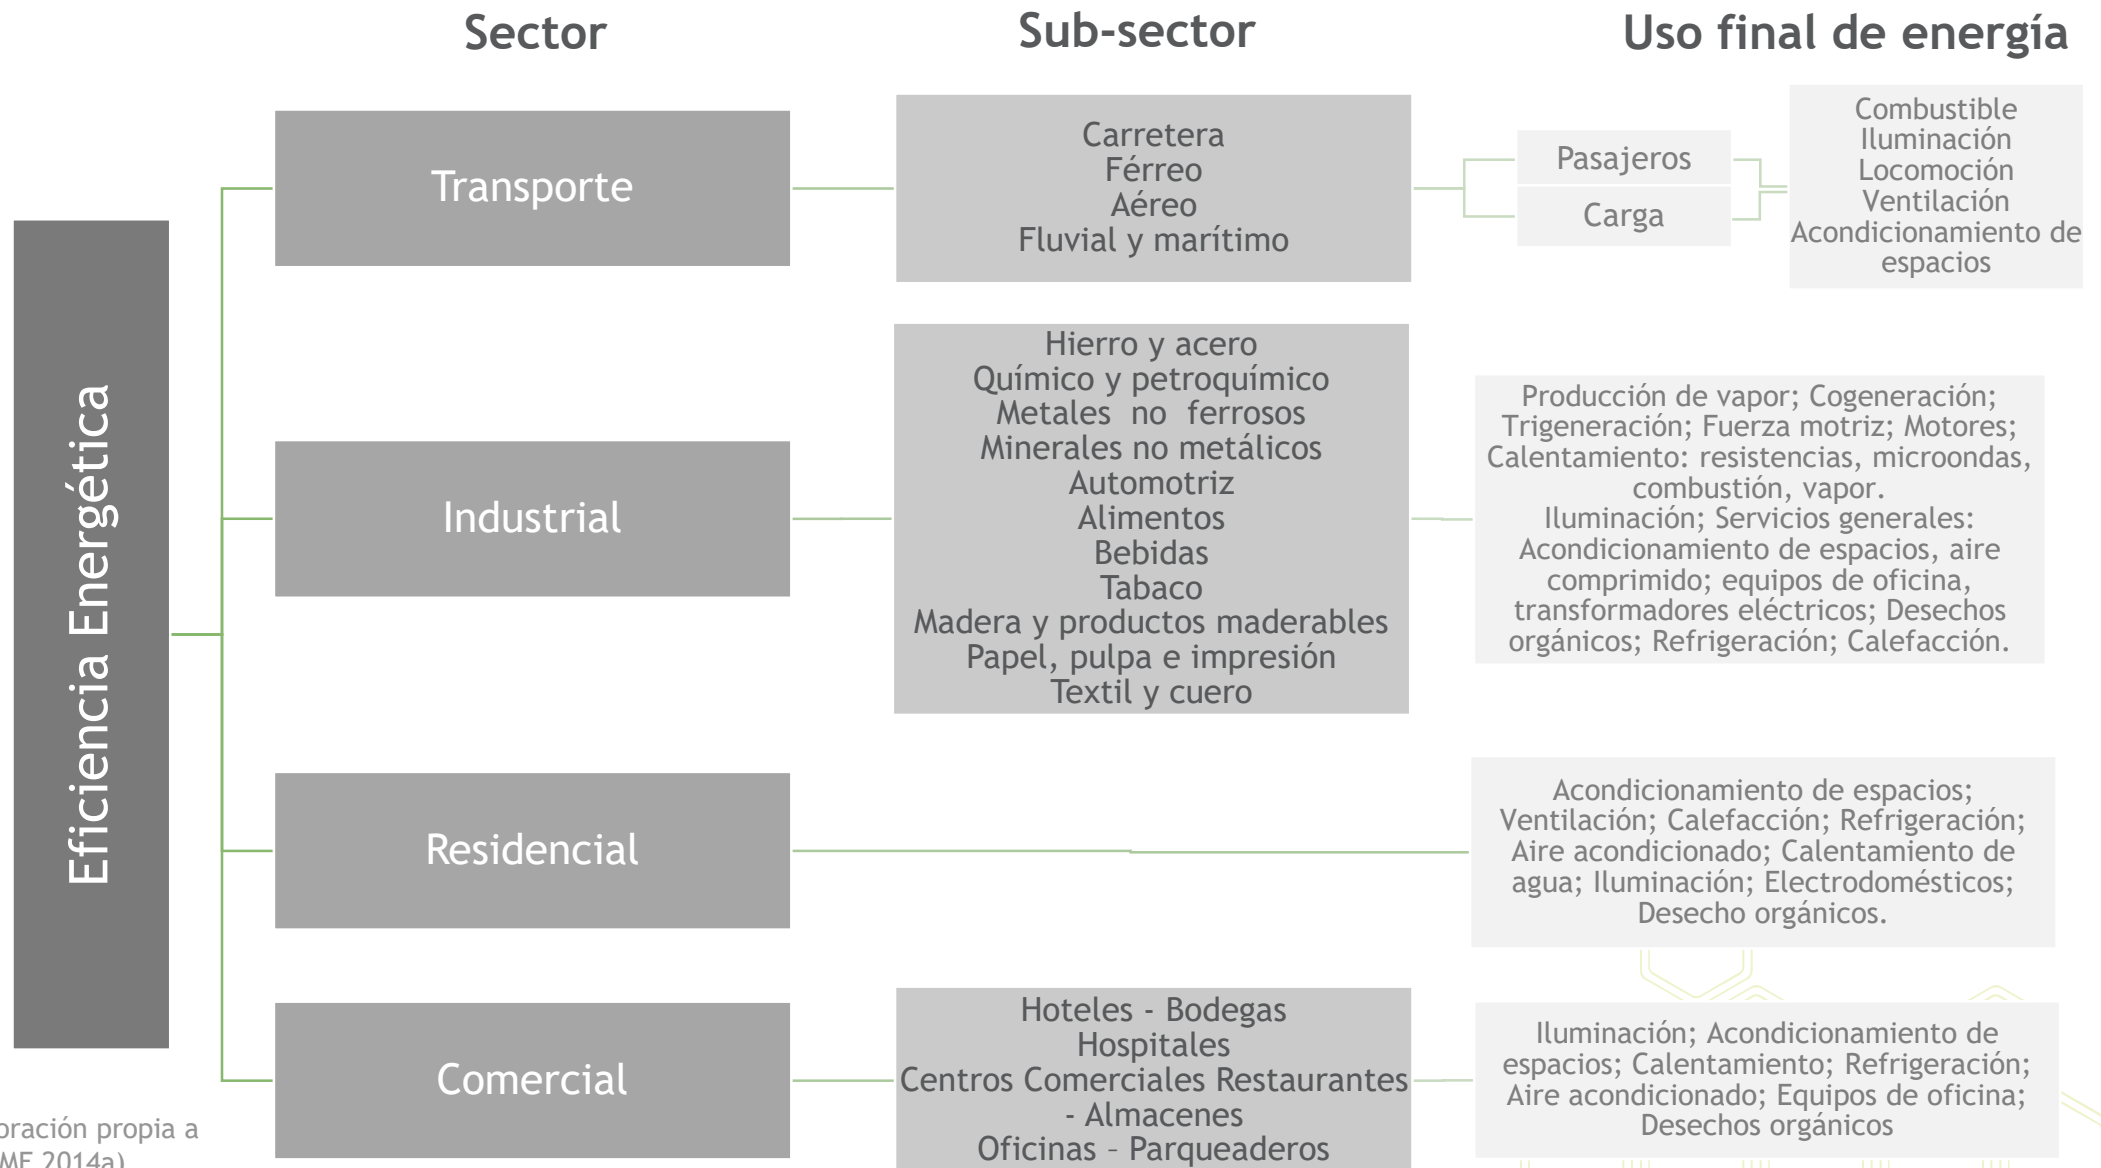 Sector
Sub-sector
Uso final de energía
Eficiencia Energética
Transporte
Carretera
Férreo
Aéreo
Fluvial y marítimo
Pasajeros
Carga
Combustible
Iluminación
Locomoción
Ventilación
Acondicionamiento de
espacios
Industrial
Hierro y acero
Químico y petroquímico
Metales no ferrosos
Minerales no metálicos
Automotriz
Alimentos
Bebidas
Tabaco
Madera y productos maderables
Papel, pulpa e impresión
Textil y cuero
Producción de vapor; Cogeneración;
Trigeneración; Fuerza motriz; Motores;
Calentamiento: resistencias, microondas,
combustión, vapor.
Iluminación; Servicios generales:
Acondicionamiento de espacios, aire
comprimido; equipos de oficina,
transformadores eléctricos; Desechos
orgánicos; Refrigeración; Calefacción.
Residencial
Acondicionamiento de espacios;
Ventilación; Calefacción; Refrigeración;
Aire acondicionado; Calentamiento de
agua; Iluminación; Electrodomésticos;
Desecho orgánicos.
Comercial
Hoteles - Bodegas
Hospitales
Centros Comerciales Restaurantes
- Almacenes
Oficinas – Parqueaderos
Iluminación; Acondicionamiento de
espacios; Calentamiento; Refrigeración;
Aire acondicionado; Equipos de oficina;
Desechos orgánicos
propia a
2014a)